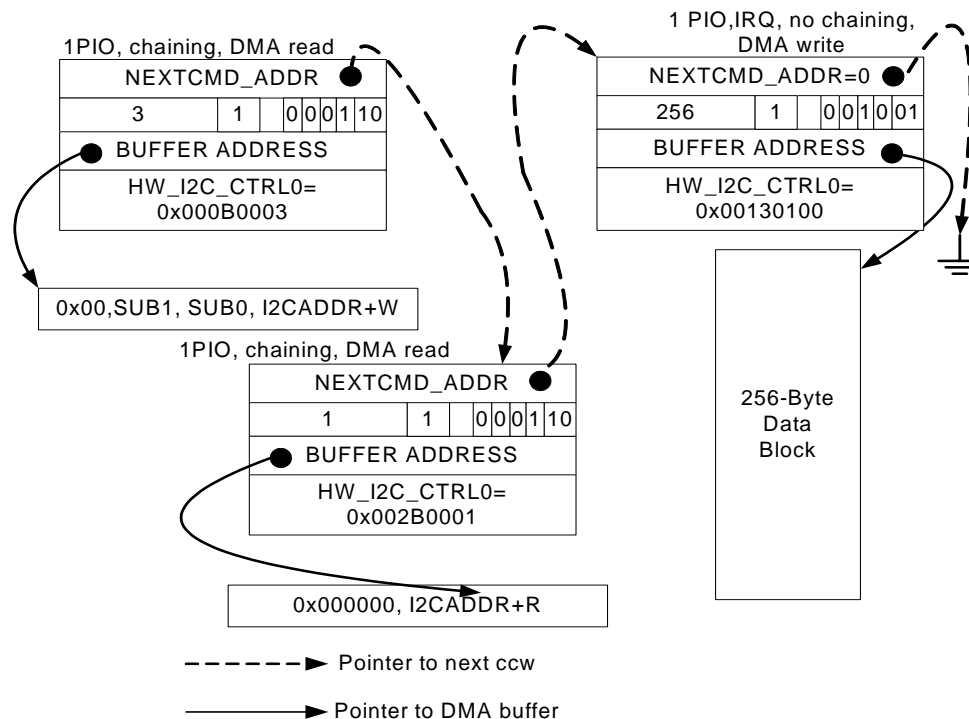 1PIO, chaining, DMA read
NEXTCMD_ADDR
3 1 0 0 0 1 10
BUFFER ADDRESS
HW_I2C_CTRL0=
0x000B0003
0x00,SUB1, SUB0, I2CADDR+W
1PIO, chaining, DMA read
NEXTCMD_ADDR
1 1 0 0 0 1 10
BUFFER ADDRESS
HW_I2C_CTRL0=
0x002B0001
0x000000, I2CADDR+R
1 PIO,IRQ, no chaining,
DMA write
NEXTCMD_ADDR=0
256 1 0 0 1 0 01
BUFFER ADDRESS
HW_I2C_CTRL0=
0x00130100
256-Byte
Data
Block
Pointer to next ccw
Pointer to DMA buffer